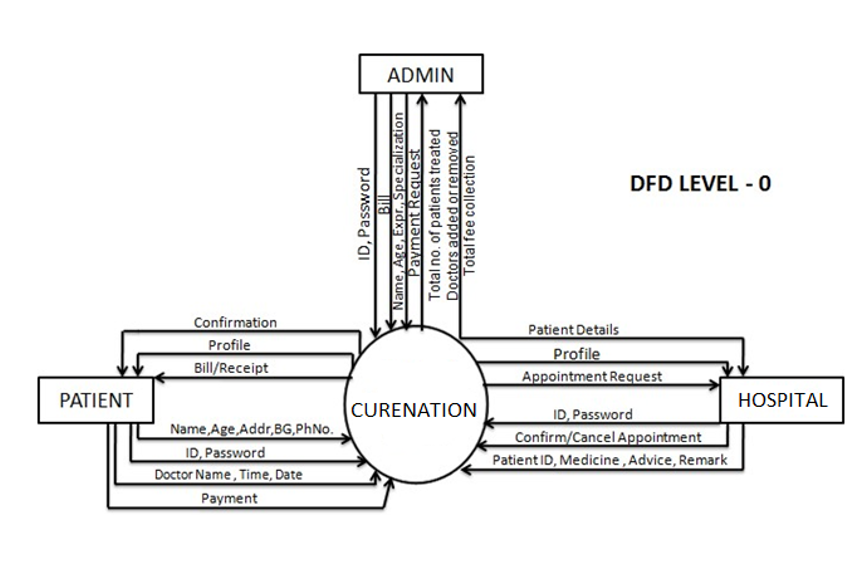 ADMIN
ID, Password
Bill
Name, Age, Expr., Specialization
Payment Request
Total no. of patients treated
Doctors added or removed
Total fee collection
DFD LEVEL - 0
Confirmation
Profile
Bill/Receipt
PATIENT
Name,Age,Addr,BG,PhNo.
ID, Password
Doctor Name , Time, Date
Payment
CURENATION
Patient Details
Profile
Appointment Request
HOSPITAL
ID, Password
Confirm/Cancel Appointment
Patient ID, Medicine , Advice, Remark